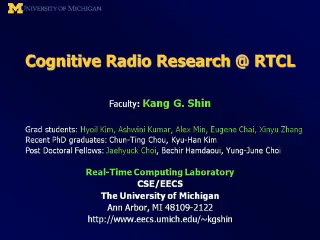 M UNIVERSITY OF MICHIGAN
Cognitive Radio Research @ RTCL
Faculty: Kang G. Shin
Grad students: Hyoil Kim, Ashwini Kumar, Alex Min, Eugene Chai, Xinyu Zhang
Recent PhD graduates: Chun-Ting Chou, Kyu-Han Kim
Post Doctoral Fellows: Jaehyuck Choi, Bechir Hamdaoui, Yung-June Choi
Real-Time Computing Laboratory
CSE/EECS
The University of Michigan
Ann Arbor, MI 48109-2122
http://www.eecs.umich.edu/~kgshin